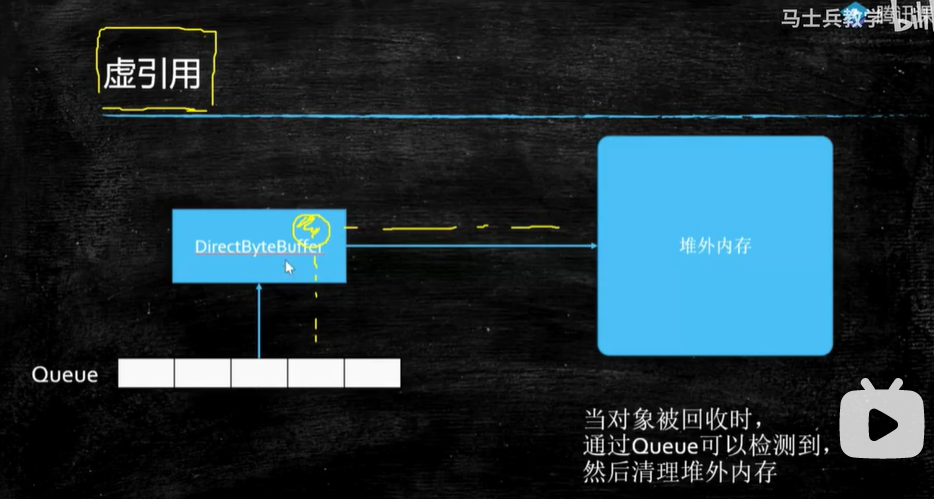 马士兵教学
腾讯课
bili
虚引用
DirectByteBuffer
堆外内存
Queue
当对象被回收时，
通过Queue可以检测到，
然后清理堆外内存